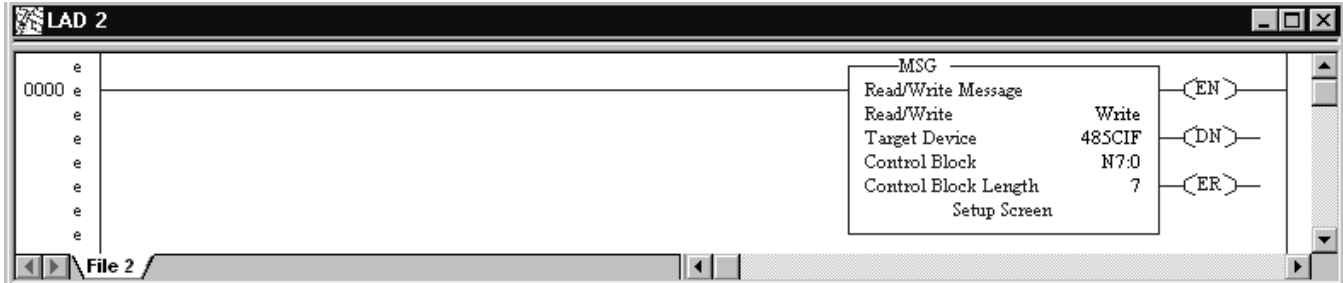 LAD 2
e
MSG
0000 e
Read/Write Message
EN
e
Read/Write Write
e
Target Device 485CIF
DN
e
Control Block N7:0
e
Control Block Length 7
ER
e
Setup Screen
e
File 2